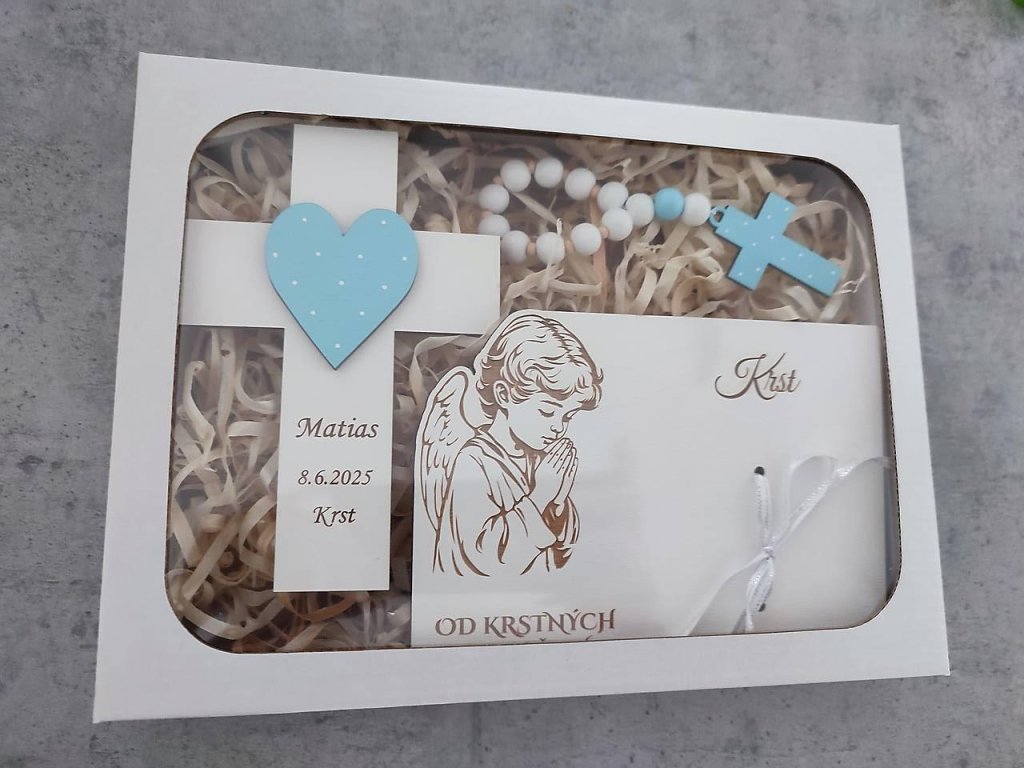 Matias
8.6.2025
Krst
Krst
OD KRSTNÝCH